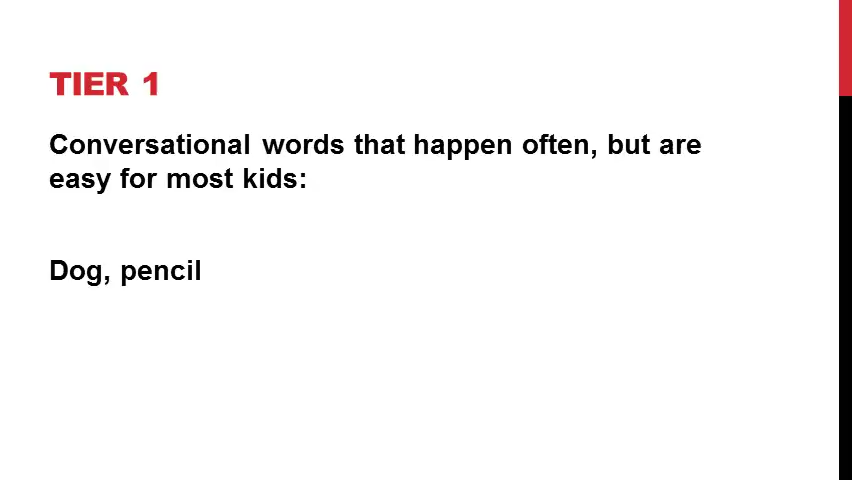 TIER 1
Conversational words that happen often, but are
easy for most kids:
Dog, pencil